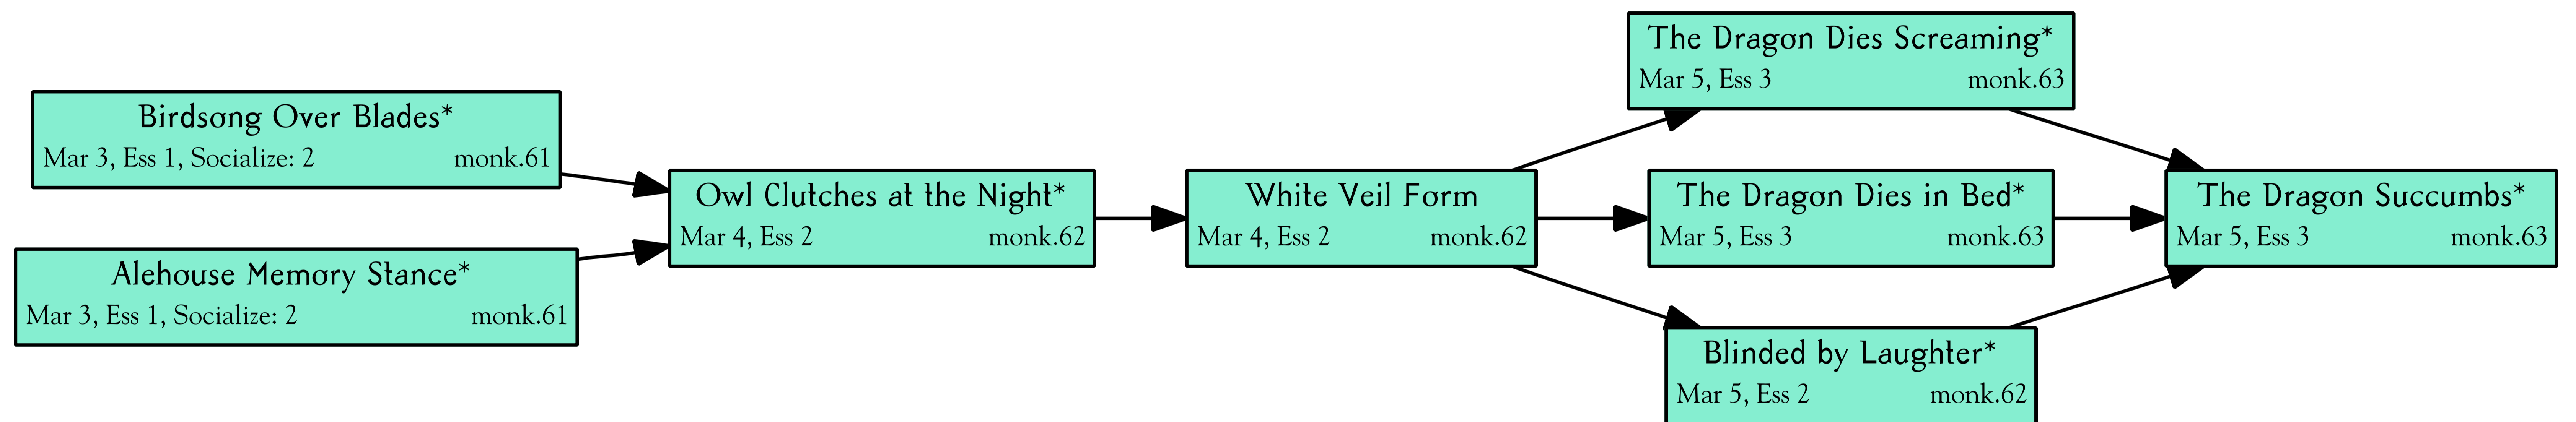 Birdsong Over Blades*
Mar 3, Ess 1, Socialize: 2 monk.61
Alehouse Memory Stance*
Mar 3, Ess 1, Socialize: 2 monk.61
Owl Clutches at the Night*
Mar 4, Ess 2 monk.62
White Veil Form
Mar 4, Ess 2 monk.62
The Dragon Dies Screaming*
Mar 5, Ess 3 monk.63
The Dragon Dies in Bed*
Mar 5, Ess 3 monk.63
Blinded by Laughter*
Mar 5, Ess 2 monk.62
The Dragon Succumbs*
Mar 5, Ess 3 monk.63